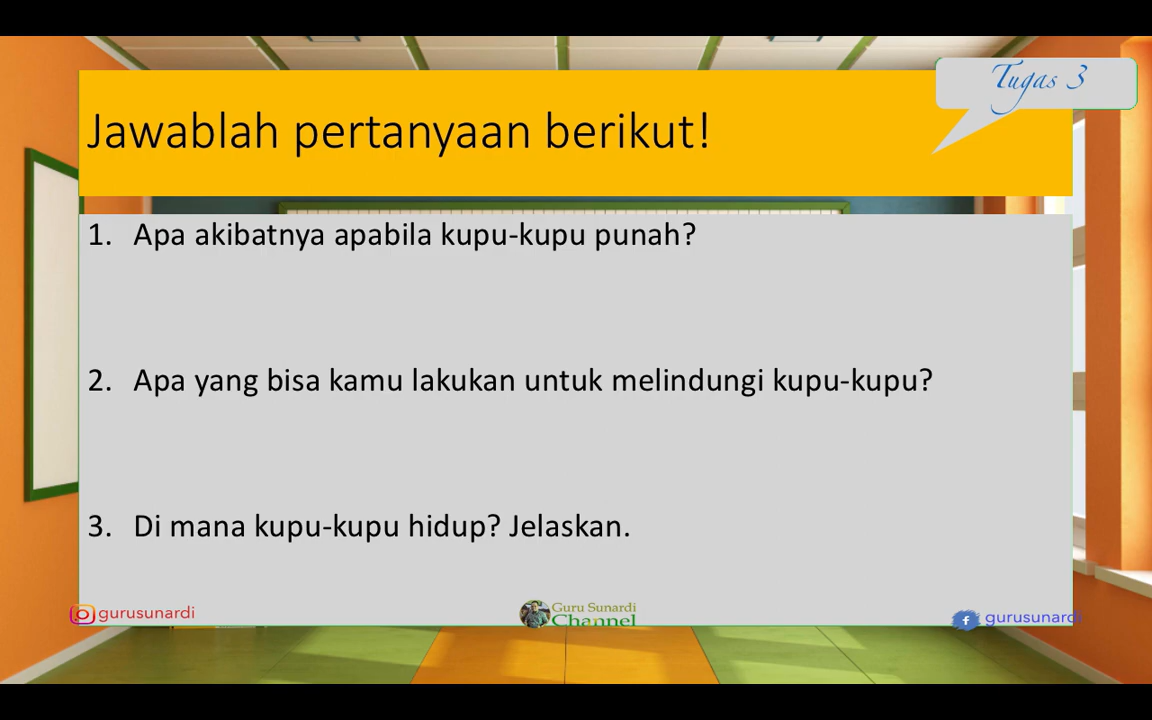 Tugas 3
Jawablah pertanyaan berikut!
1. Apa akibatnya apabila kupu-kupu punah?
2. Apa yang bisa kamu lakukan untuk melindungi kupu-kupu?
3. Di mana kupu-kupu hidup? Jelaskan.
gurusunardi
Guru Sunardi
Channel
gurusunardi